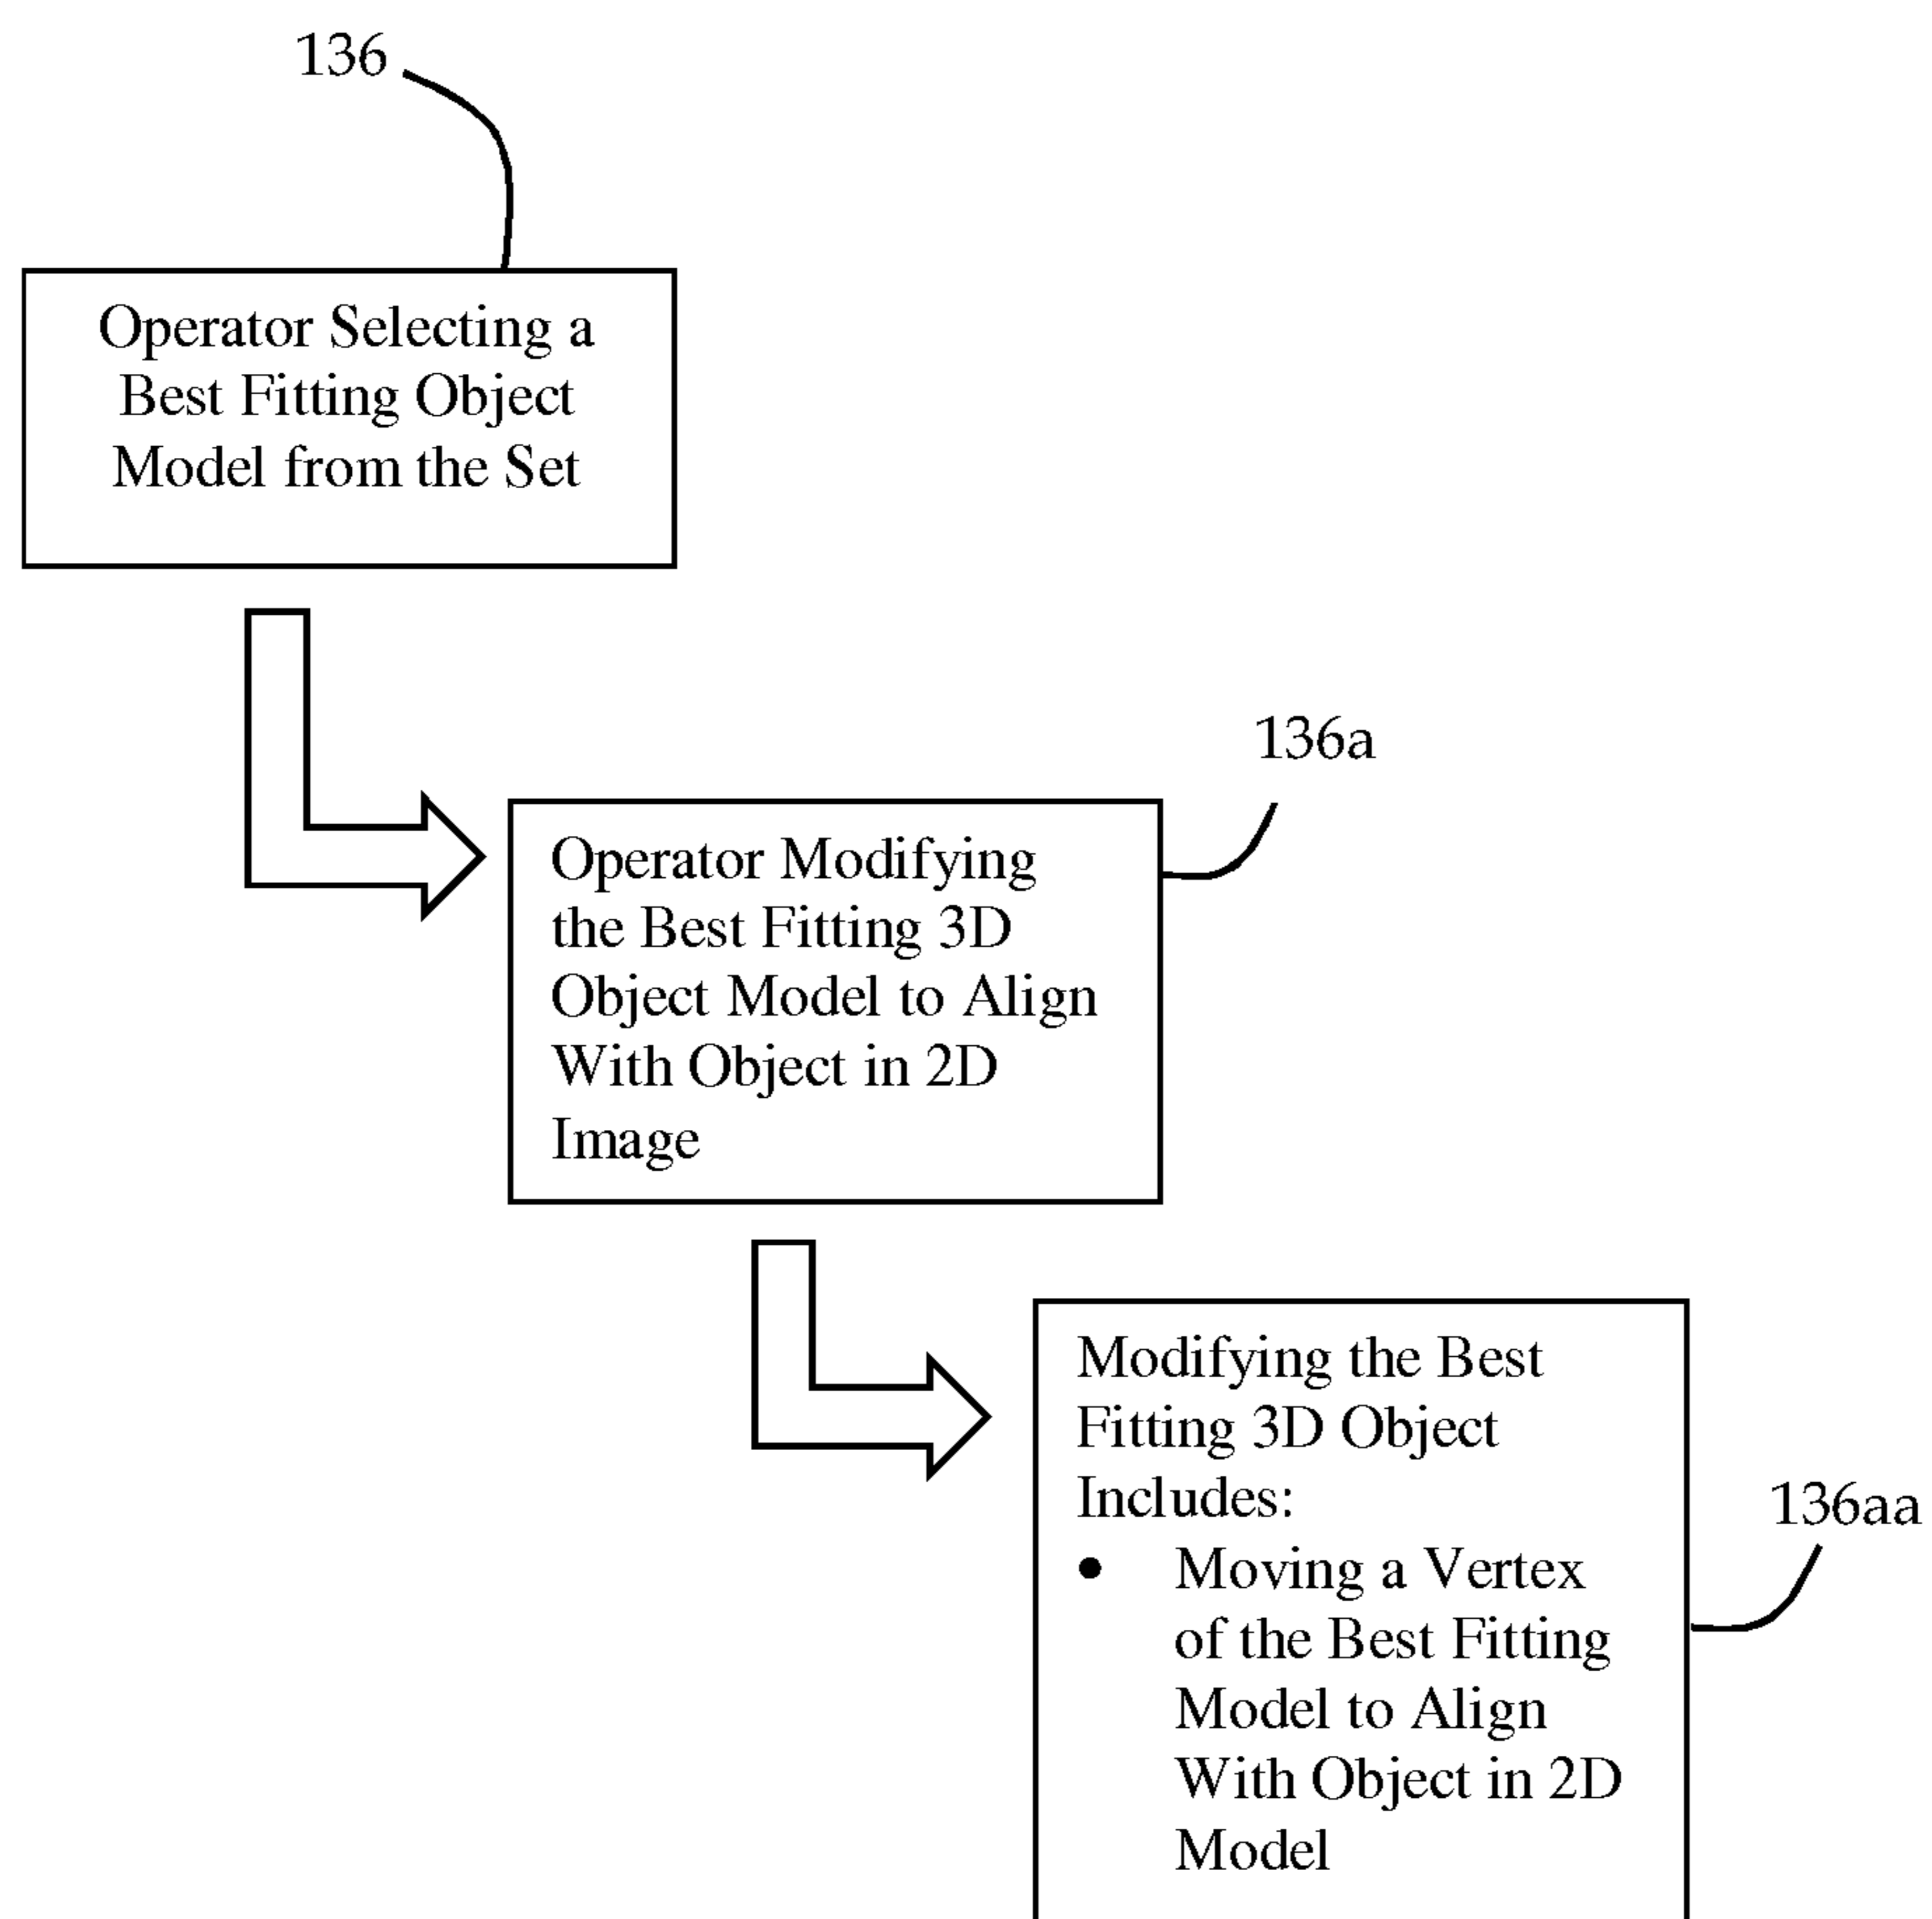 136
Operator Selecting a
Best Fitting Object
Model from the Set
136a
Operator Modifying
the Best Fitting 3D
Object Model to Align
With Object in 2D
Image
Modifying the Best
Fitting 3D Object
Includes:
136aa
• Moving a Vertex
of the Best Fitting
Model to Align
With Object in 2D
Model